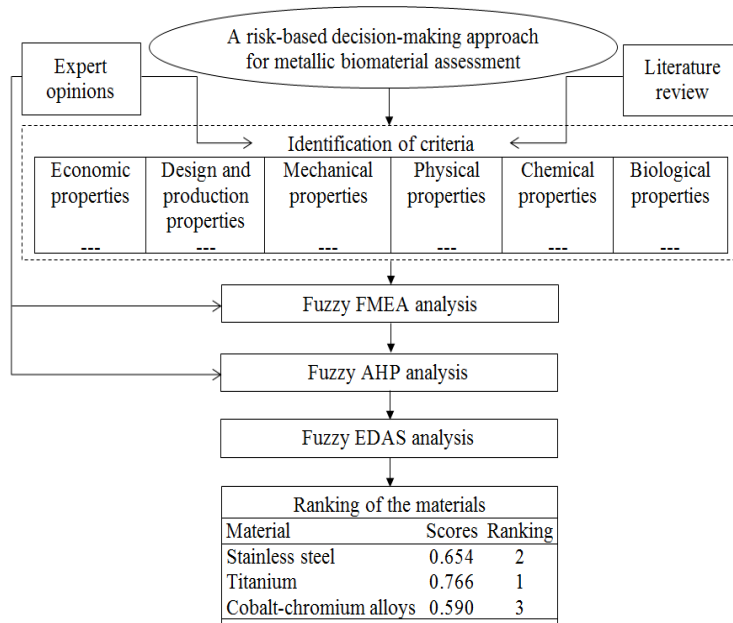 A risk-based decision-making approach
for metallic biomaterial assessment
Expert
opinions
Literature
review
Identification of criteria
Economic
properties
---
Design and
production
properties
---
Mechanical
properties
---
Physical
properties
---
Chemical
properties
---
Biological
properties
---
Fuzzy FMEA analysis
Fuzzy AHP analysis
Fuzzy EDAS analysis
Ranking of the materials
Material Scores Ranking
Stainless steel 0.654 2
Titanium 0.766 1
Cobalt-chromium alloys 0.590 3